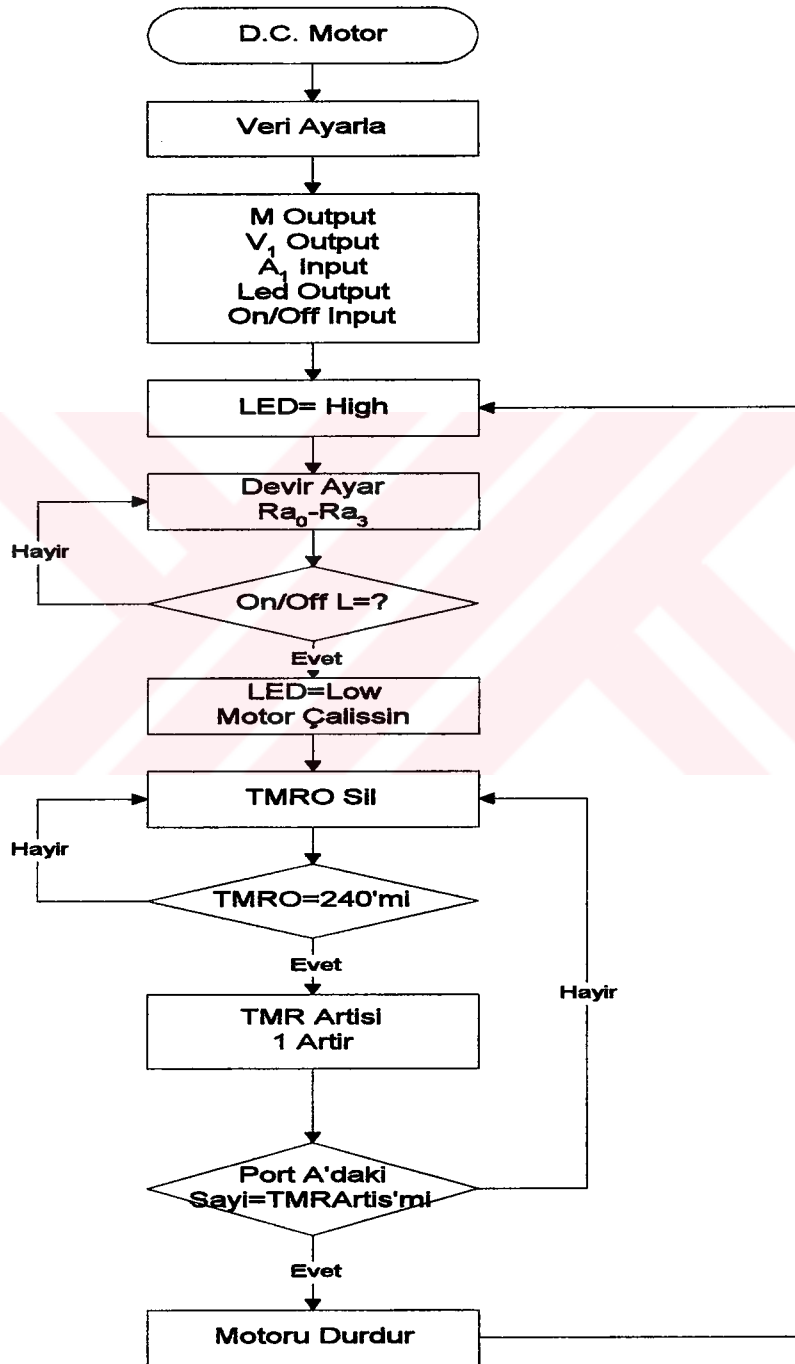 D.C. Motor
Veri Ayarla
M Output
V₁ Output
A₁ Input
Led Output
On/Off Input
LED= High
Devir Ayar
Ra₀-Ra₃
Hayir
On/Off L=?
Evet
LED=Low
Motor Çalissin
TMRO Sil
Hayir
TMRO=240'mi
Evet
Hayir
TMR Artisi
1 Artir
Port A'daki
Sayi=TMRArtis'mi
Evet
Motoru Durdur